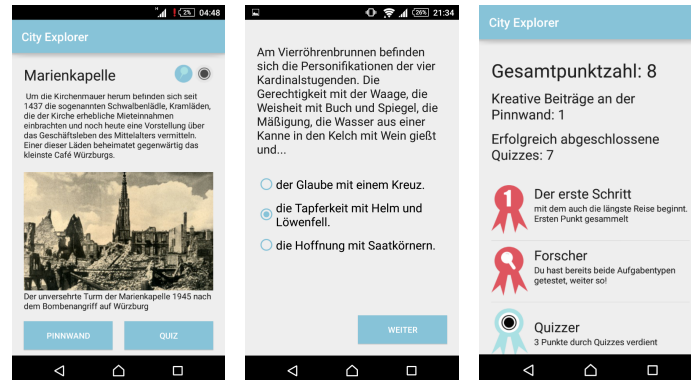 2% 04:48
City Explorer
Marienkapelle
Um die Kirchenmauer herum befinden sich seit
1437 die sogenannten Schwalbenlädle, Kramläden,
die der Kirche erhebliche Mieteinnahmen
einbrachten und noch heute eine Vorstellung über
das Geschäftsleben des Mittelalters vermitteln.
Einer dieser Läden beheimatet gegenwärtig das
kleinste Café Würzburgs.
Der unversehrte Turm der Marienkapelle 1945 nach
dem Bombenangriff auf Würzburg
PINNWAND QUIZ
26% 21:34
Am Vierröhrenbrunnen befinden
sich die Personifikationen der vier
Kardinalstugenden. Die
Gerechtigkeit mit der Waage, die
Weisheit mit Buch und Spiegel, die
Mäßigung, die Wasser aus einer
Kanne in den Kelch mit Wein gießt
und...
der Glaube mit einem Kreuz.
die Tapferkeit mit Helm und
Löwenfell.
die Hoffnung mit Saatkörnern.
WEITER
City Explorer
Gesamtpunktzahl: 8
Kreative Beiträge an der
Pinnwand: 1
Erfolgreich abgeschlossene
Quizzes: 7
1
Der erste Schritt
mit dem auch die längste Reise beginnt.
Ersten Punkt gesammelt
Forscher
Du hast bereits beide Aufgabentypen
getestet, weiter so!
Quizzer
3 Punkte durch Quizzes verdient